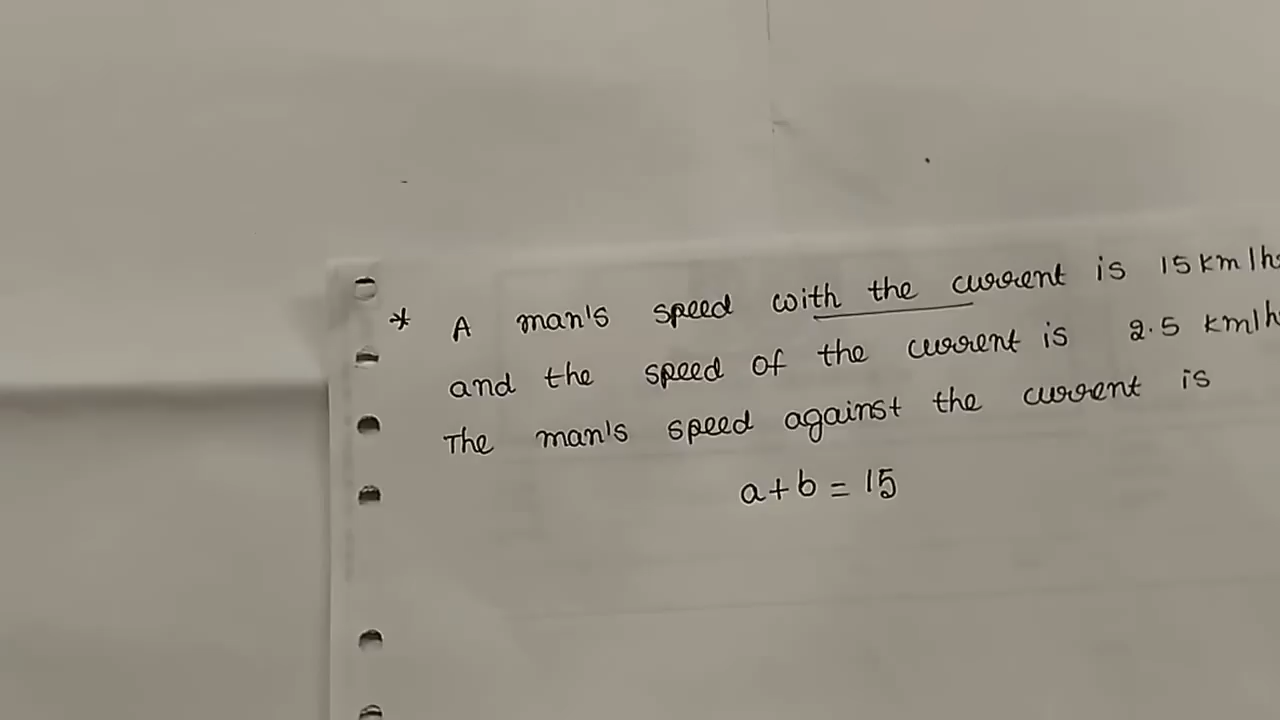 * A man's speed with the current is 15 km/h
and the speed of the current is 2.5 km/h
The man's speed against the current is
a+b = 15